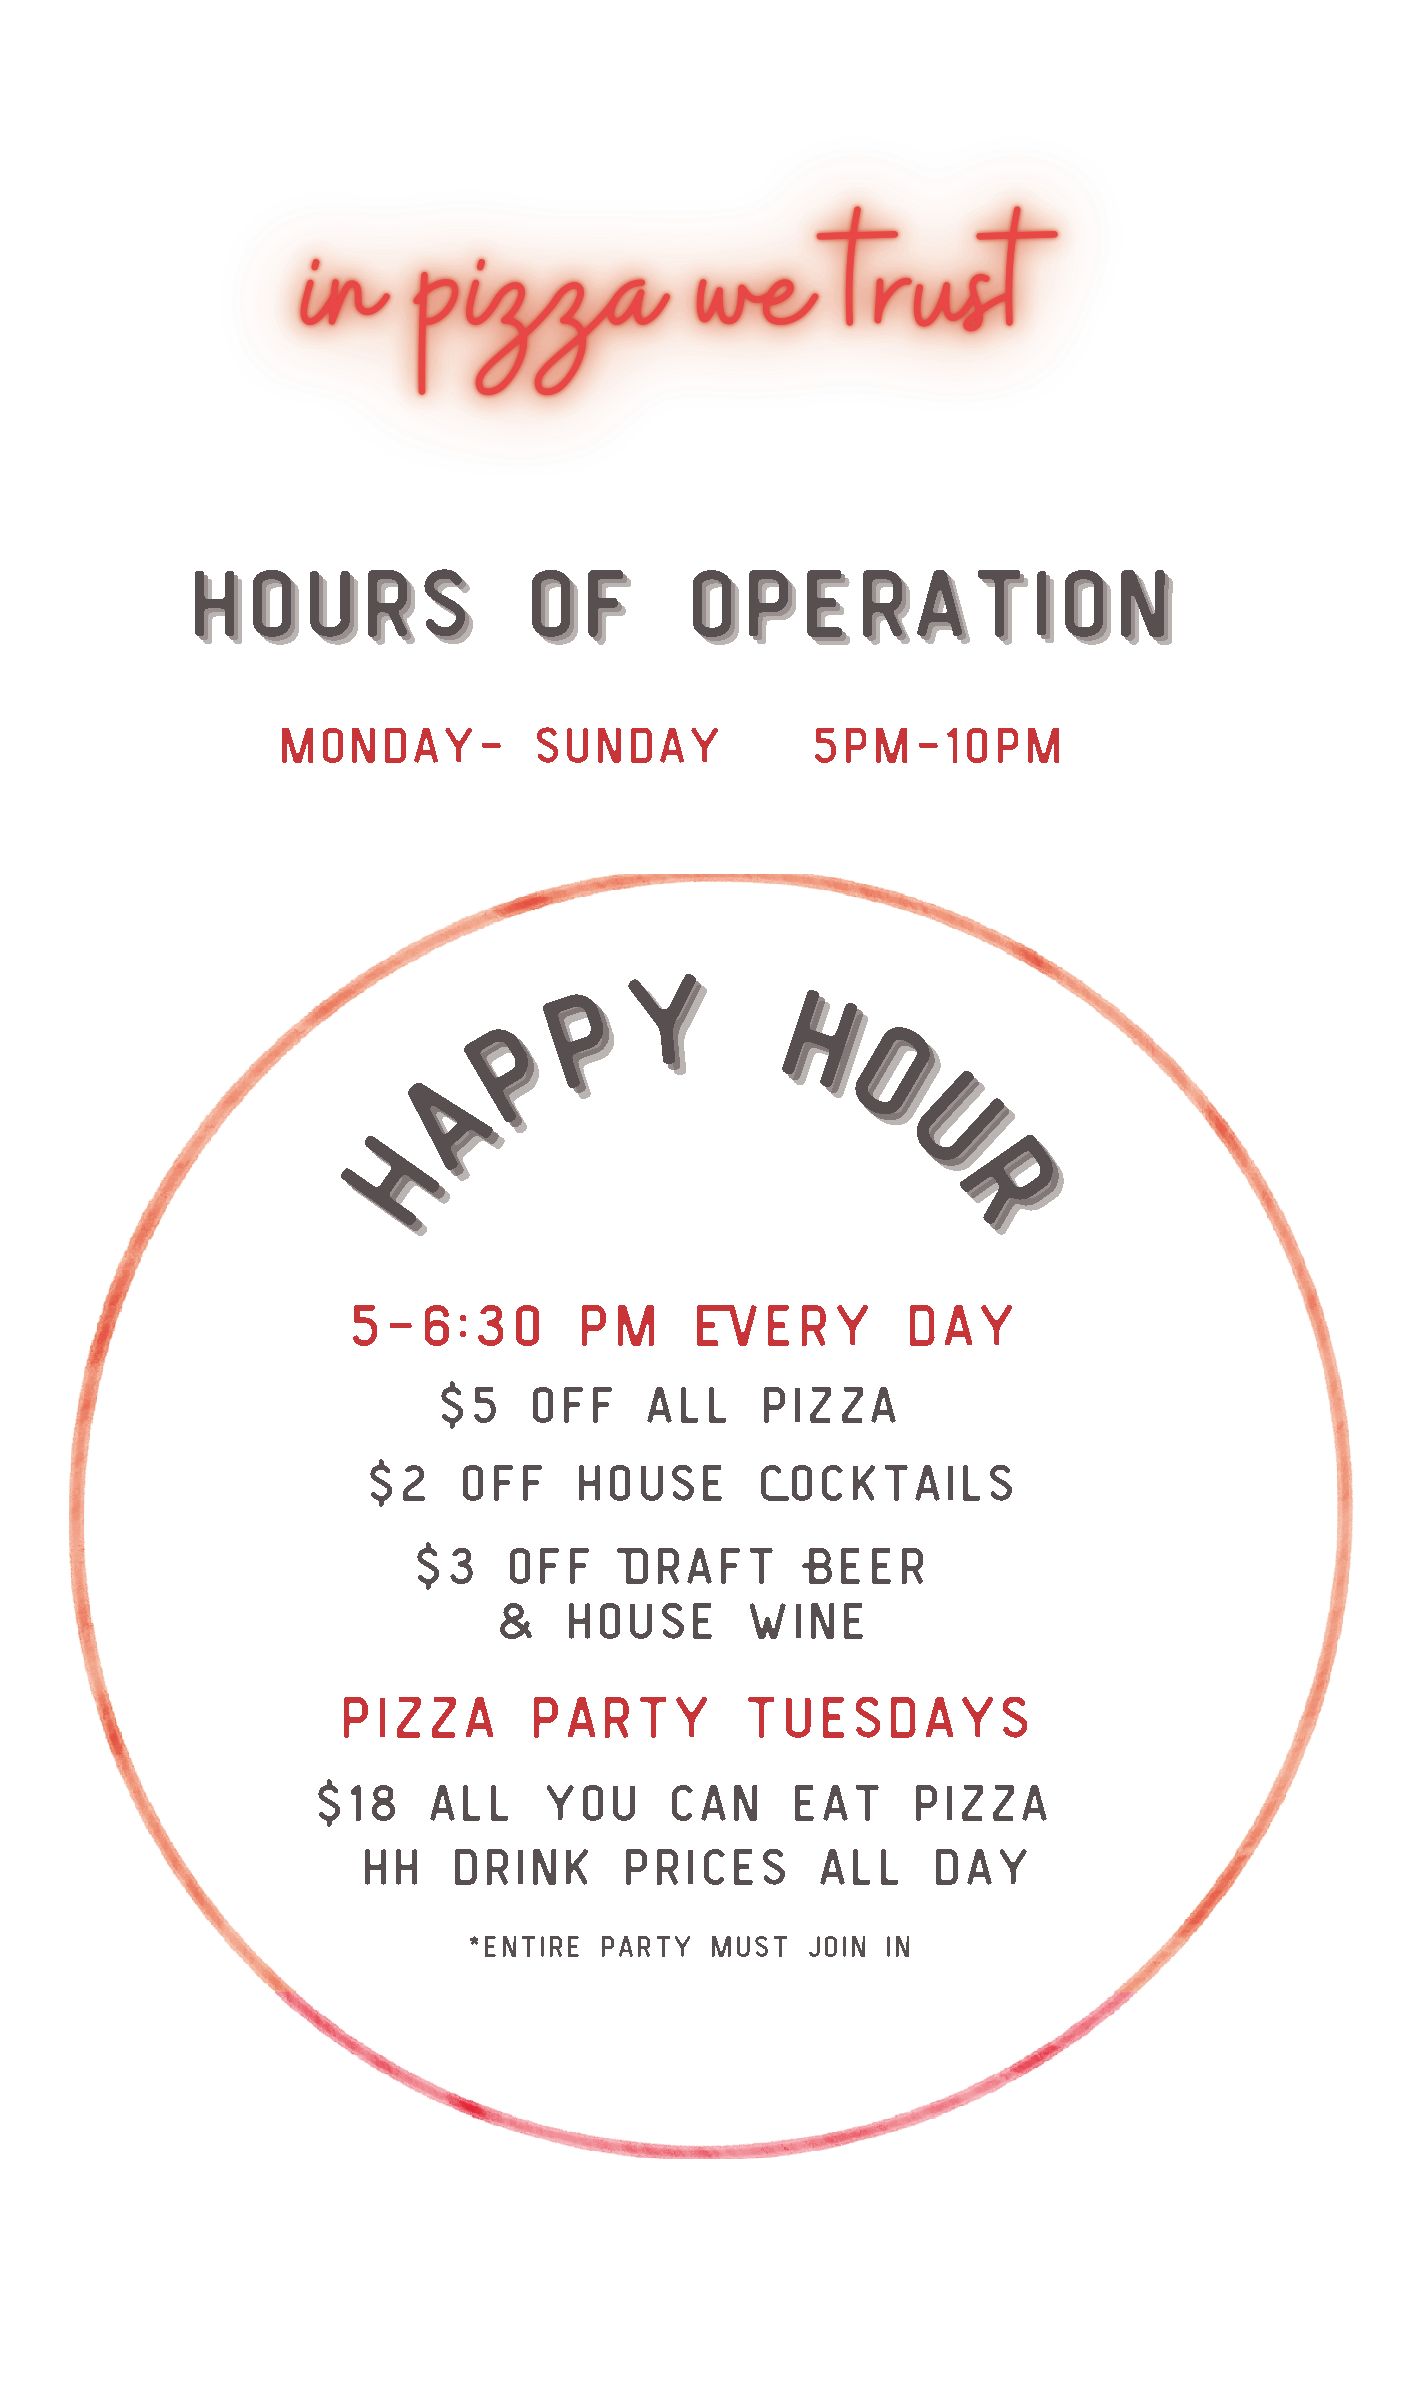 in pizza we trust
HOURS OF OPERATION
MONDAY- SUNDAY 5PM-10PM
HAPPY HOUR
5-6:30 PM EVERY DAY
$5 OFF ALL PIZZA
$2 OFF HOUSE COCKTAILS
$3 OFF DRAFT BEER
& HOUSE WINE
PIZZA PARTY TUESDAYS
$18 ALL YOU CAN EAT PIZZA
HH DRINK PRICES ALL DAY
*ENTIRE PARTY MUST JOIN IN